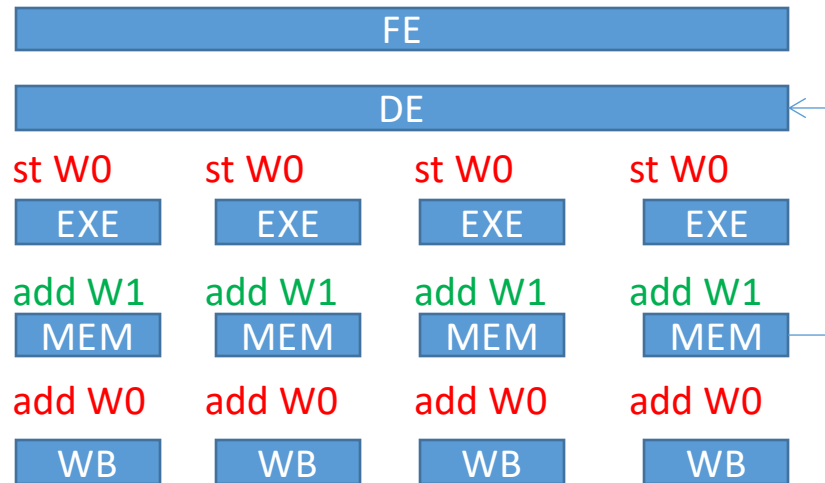 FE
DE
st W0 st W0 st W0 st W0
EXE EXE EXE EXE
add W1 add W1 add W1 add W1
MEM MEM MEM MEM
add W0 add W0 add W0 add W0
WB WB WB WB